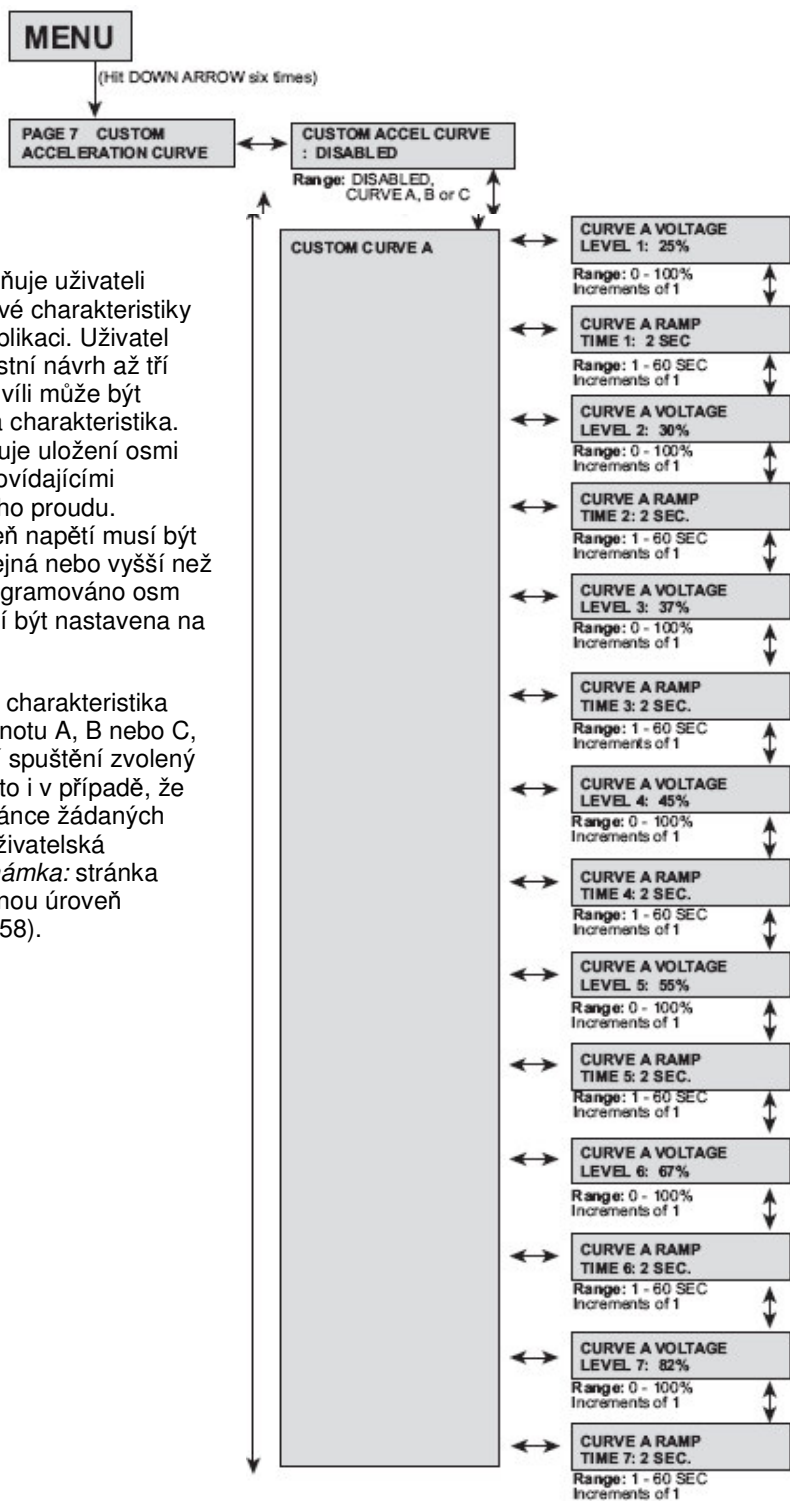 MENU
(Hit DOWN ARROW six times)
PAGE 7 CUSTOM
ACCELERATION CURVE
CUSTOM ACCEL CURVE
: DISABLED
Range: DISABLED,
CURVE A, B or C
ňuje uživateli
vé charakteristiky
plikaci. Uživatel
stní návrh až tří
víli může být
charakteristika.
uje uložení osmi
ovídajícími
ho proudu.
eň napětí musí být
ejná nebo vyšší než
gramováno osm
í být nastavena na
charakteristika
notu A, B nebo C,
spuštění zvolený
to i v případě, že
ánce žádaných
živatelská
námka: stránka
nou úroveň
58).
CUSTOM CURVE A
CURVE A VOLTAGE
LEVEL 1: 25%
Range: 0 - 100%
Increments of 1
CURVE A RAMP
TIME 1: 2 SEC
Range: 1 - 60 SEC
Increments of 1
CURVE A VOLTAGE
LEVEL 2: 30%
Range: 0 - 100%
Increments of 1
CURVE A RAMP
TIME 2: 2 SEC.
Range: 1 - 60 SEC
Increments of 1
CURVE A VOLTAGE
LEVEL 3: 37%
Range: 0 - 100%
Increments of 1
CURVE A RAMP
TIME 3: 2 SEC.
Range: 1 - 60 SEC
Increments of 1
CURVE A VOLTAGE
LEVEL 4: 45%
Range: 0 - 100%
Increments of 1
CURVE A RAMP
TIME 4: 2 SEC.
Range: 1 - 60 SEC
Increments of 1
CURVE A VOLTAGE
LEVEL 5: 55%
Range: 0 - 100%
Increments of 1
CURVE A RAMP
TIME 5: 2 SEC.
Range: 1 - 60 SEC
Increments of 1
CURVE A VOLTAGE
LEVEL 6: 67%
Range: 0 - 100%
Increments of 1
CURVE A RAMP
TIME 6: 2 SEC.
Range: 1 - 60 SEC
Increments of 1
CURVE A VOLTAGE
LEVEL 7: 82%
Range: 0 - 100%
Increments of 1
CURVE A RAMP
TIME 7: 2 SEC.
Range: 1 - 60 SEC
Increments of 1